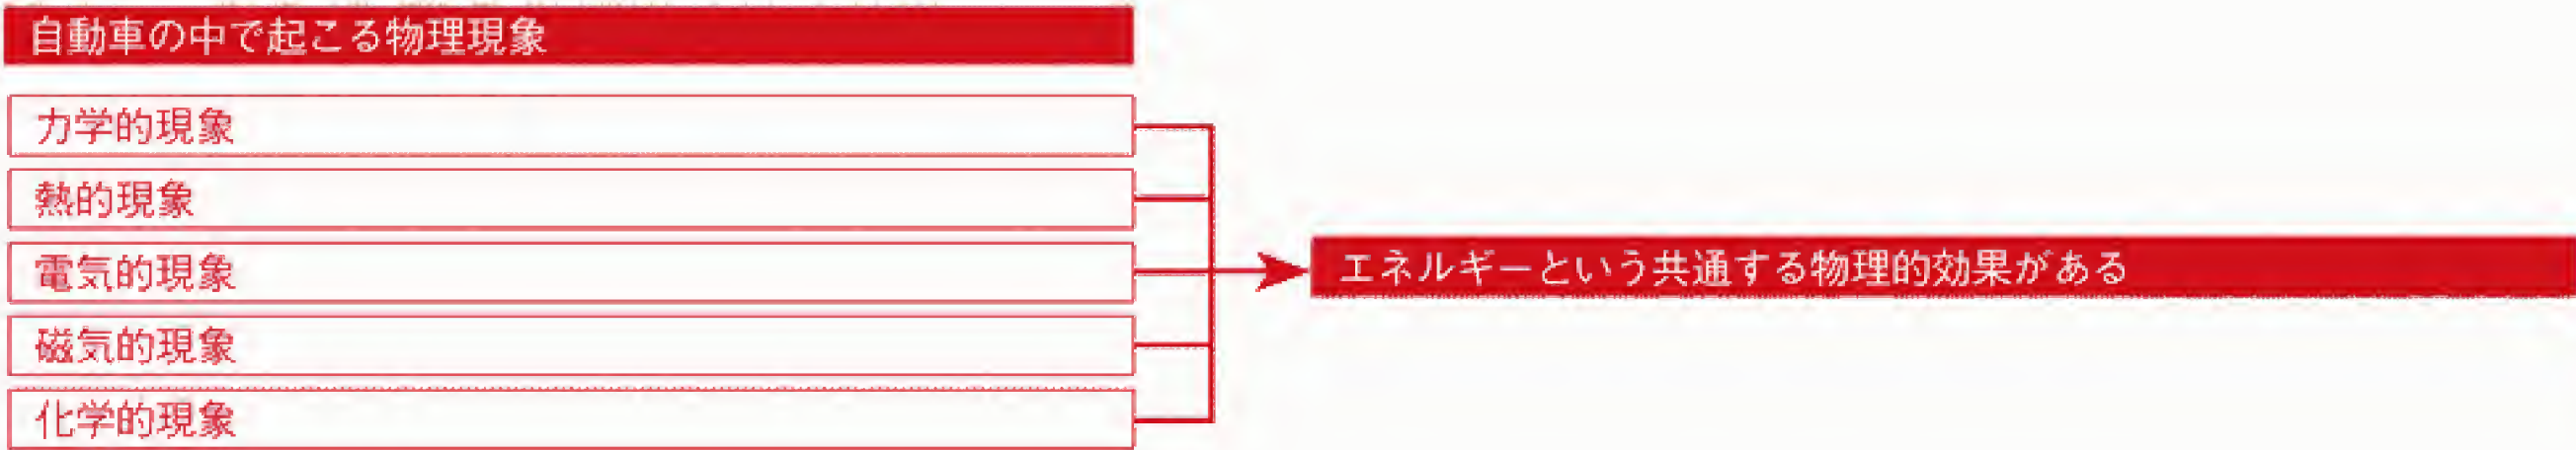 自動車の中で起こる物理現象
力学的現象
熱的現象
電気的現象
磁気的現象
化学的現象
エネルギーという共通する物理的効果がある